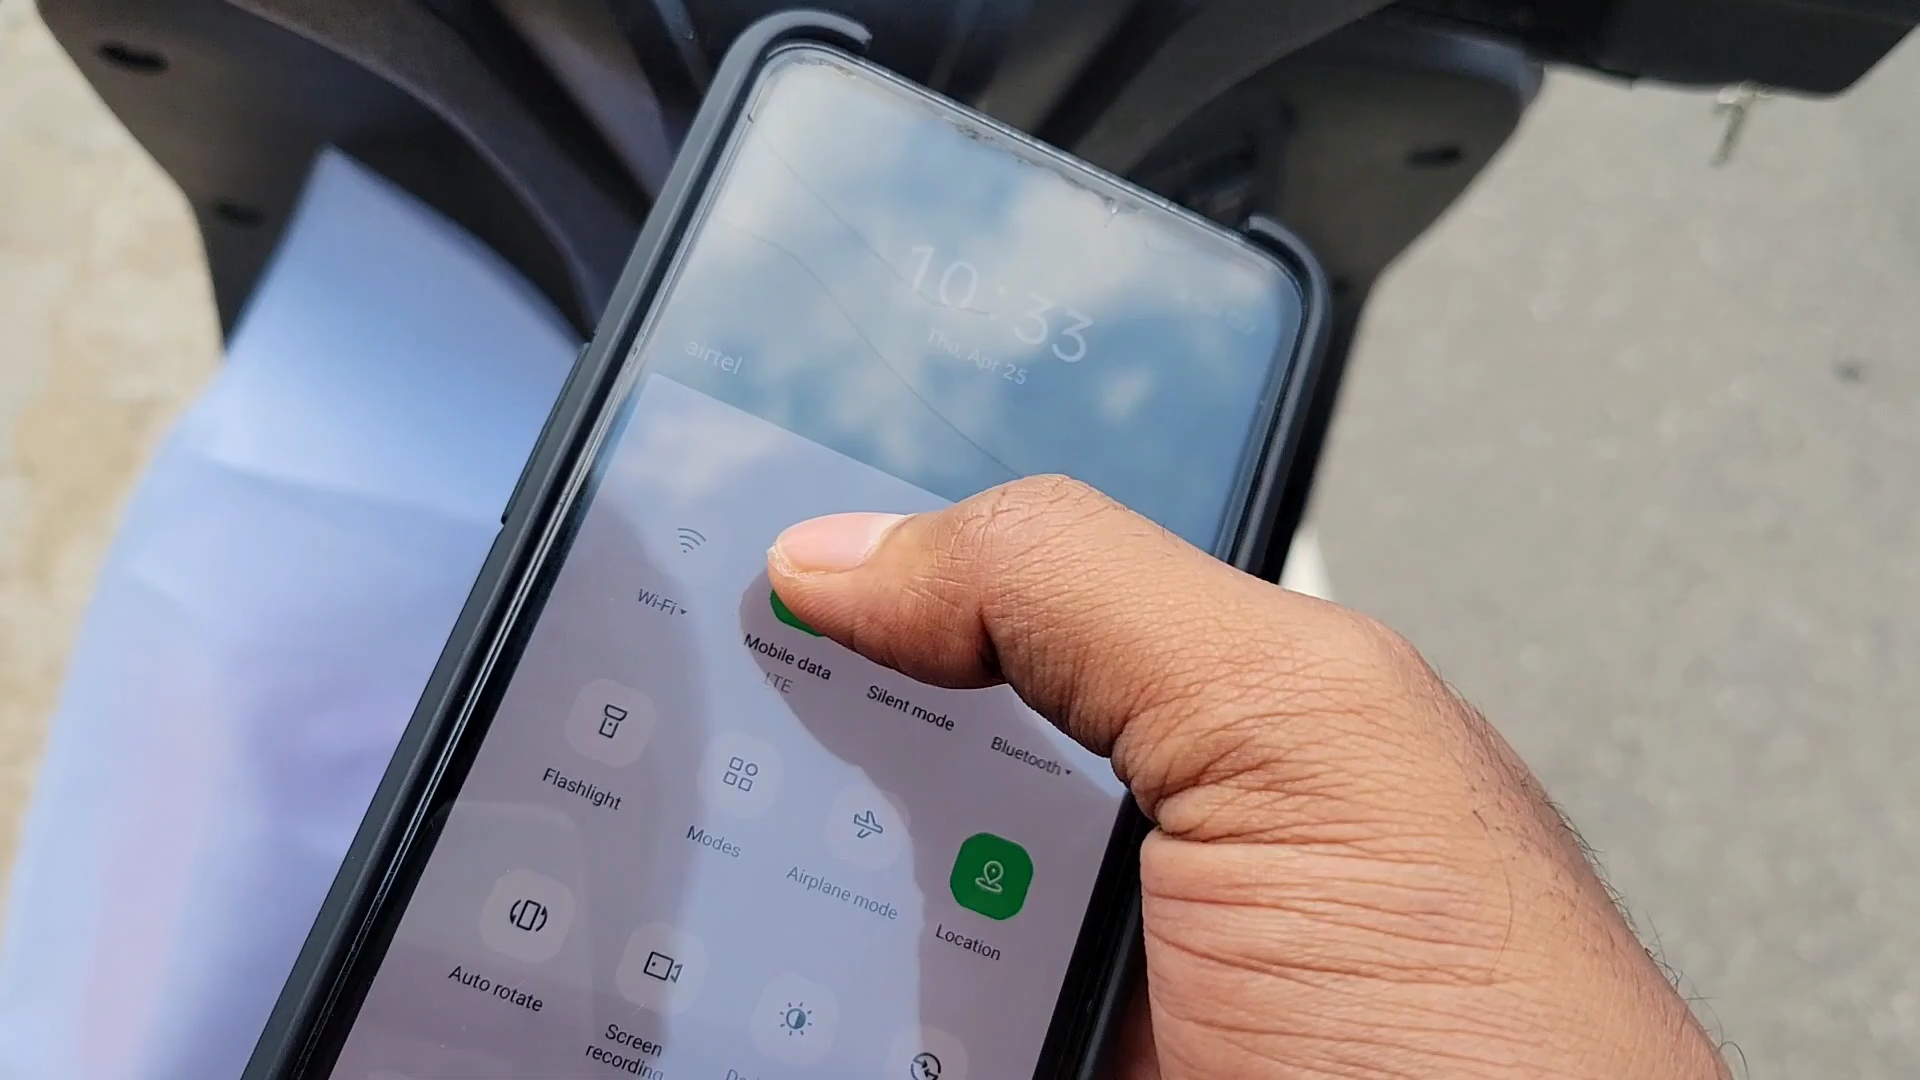 10:33
Thu, Apr 25
airtel
Wi-Fi
Mobile data
LTE
Silent mode
Bluetooth
Flashlight
Modes
Airplane mode
Location
Auto rotate
Screen
recording